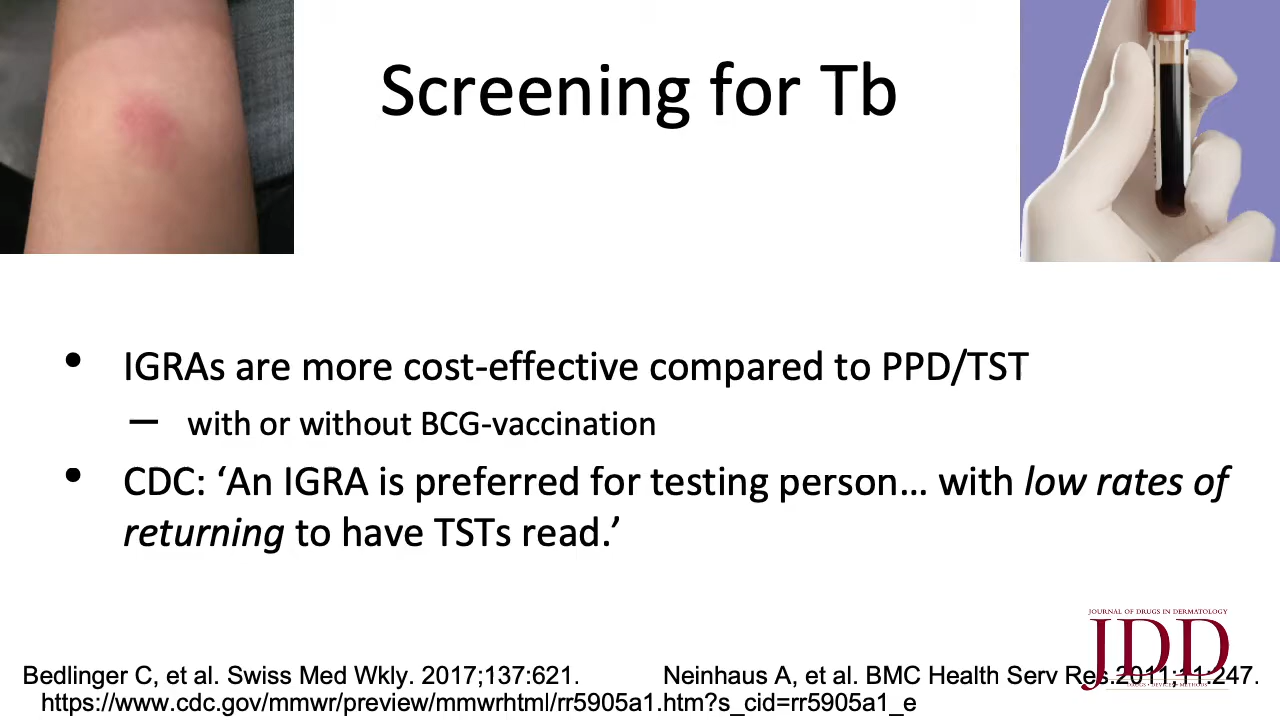 Screening for Tb
• IGRAs are more cost-effective compared to PPD/TST
— with or without BCG-vaccination
• CDC: ‘An IGRA is preferred for testing person… with low rates of
returning to have TSTs read.’
JOURNAL OF DRUGS IN DERMATOLOGY
JDD
DRUGS • DEVICES • METHODS
Bedlinger C, et al. Swiss Med Wkly. 2017;137:621.
Neinhaus A, et al. BMC Health Serv Res.2011;11:247.
https://www.cdc.gov/mmwr/preview/mmwrhtml/rr5905a1.htm?s_cid=rr5905a1_e